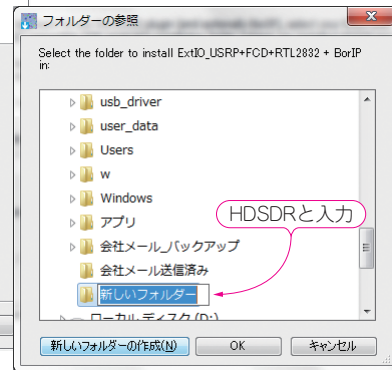 フォルダーの参照
Select the folder to install ExtIO_USRP+FCD+RTL2832 + BorIP
in:
usb_driver
user_data
Users
w
Windows
アプリ
HDSDRと入力
会社メール_バックアップ
会社メール送信済み
新しいフォルダー
ローカル ディスク (D:)
新しいフォルダーの作成(N)
OK
キャンセル